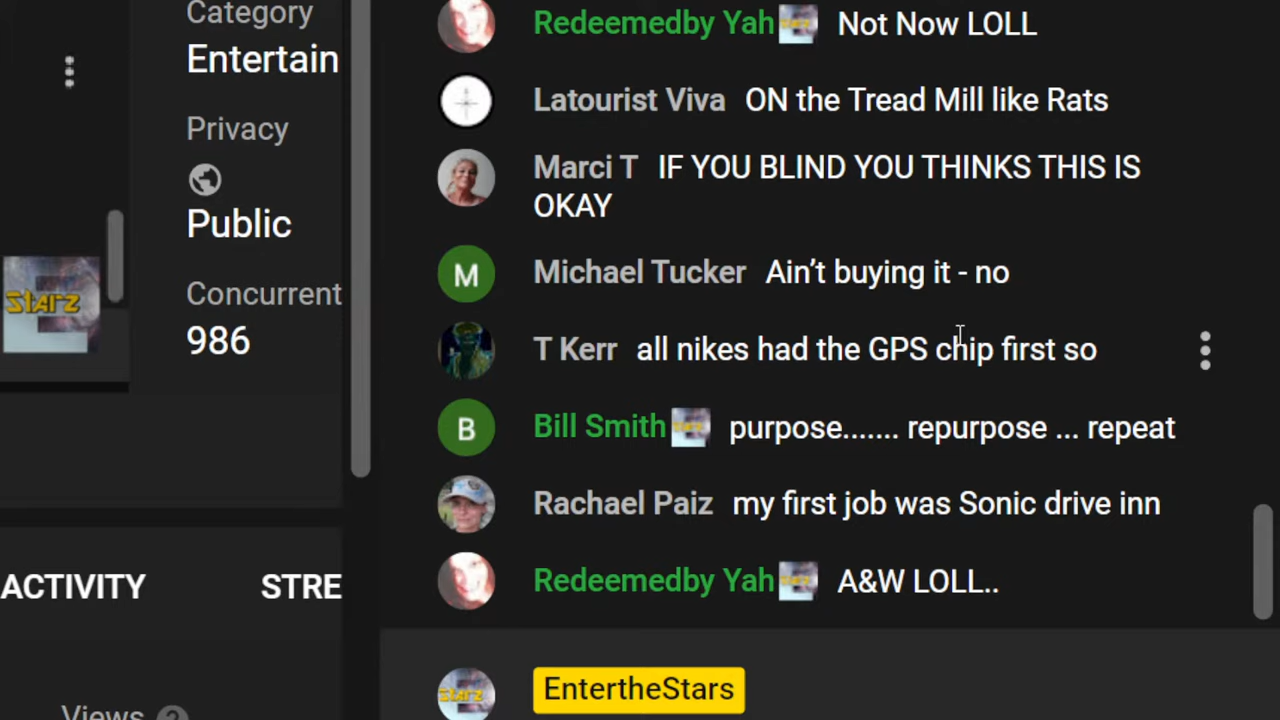 Category
Entertain
Privacy
Public
Concurrent
986
ACTIVITY STRE
Views
STARZ
Redeemedby Yah Not Now LOLL
Latourist Viva ON the Tread Mill like Rats
Marci T IF YOU BLIND YOU THINKS THIS IS
OKAY
M Michael Tucker Ain’t buying it - no
T Kerr all nikes had the GPS chip first so
B Bill Smith purpose....... repurpose ... repeat
Rachael Paiz my first job was Sonic drive inn
Redeemedby Yah A&W LOLL..
STARZ EntertheStars